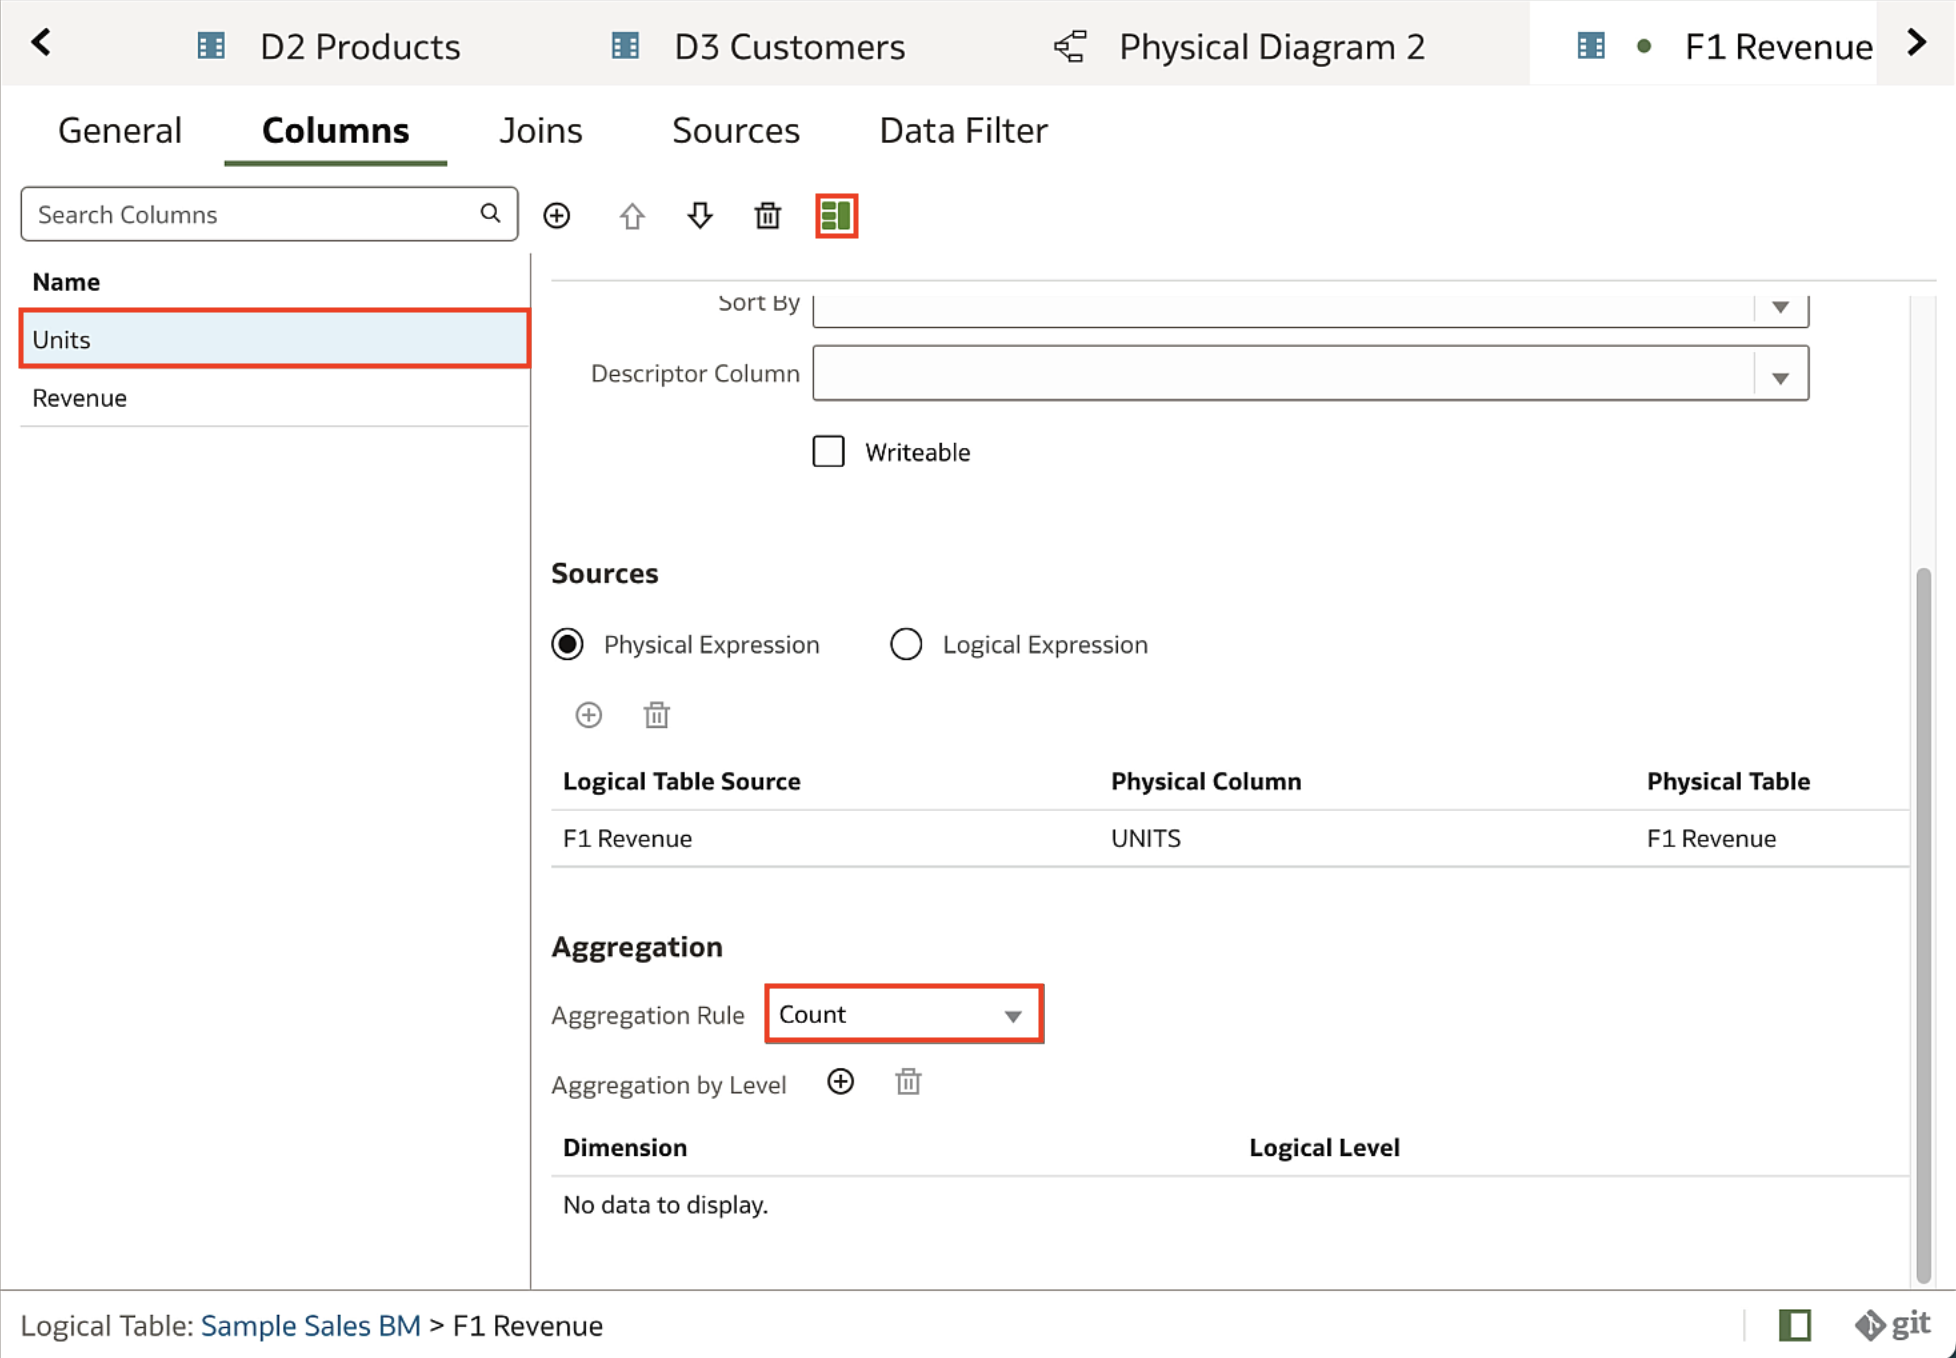 D2 Products D3 Customers Physical Diagram 2 F1 Revenue
General Columns Joins Sources Data Filter
Search Columns
Name
Units
Revenue
Sort By
Descriptor Column
Writeable
Sources
Physical Expression Logical Expression
Logical Table Source Physical Column Physical Table
F1 Revenue UNITS F1 Revenue
Aggregation
Aggregation Rule Count
Aggregation by Level
Dimension Logical Level
No data to display.
Logical Table: Sample Sales BM > F1 Revenue git